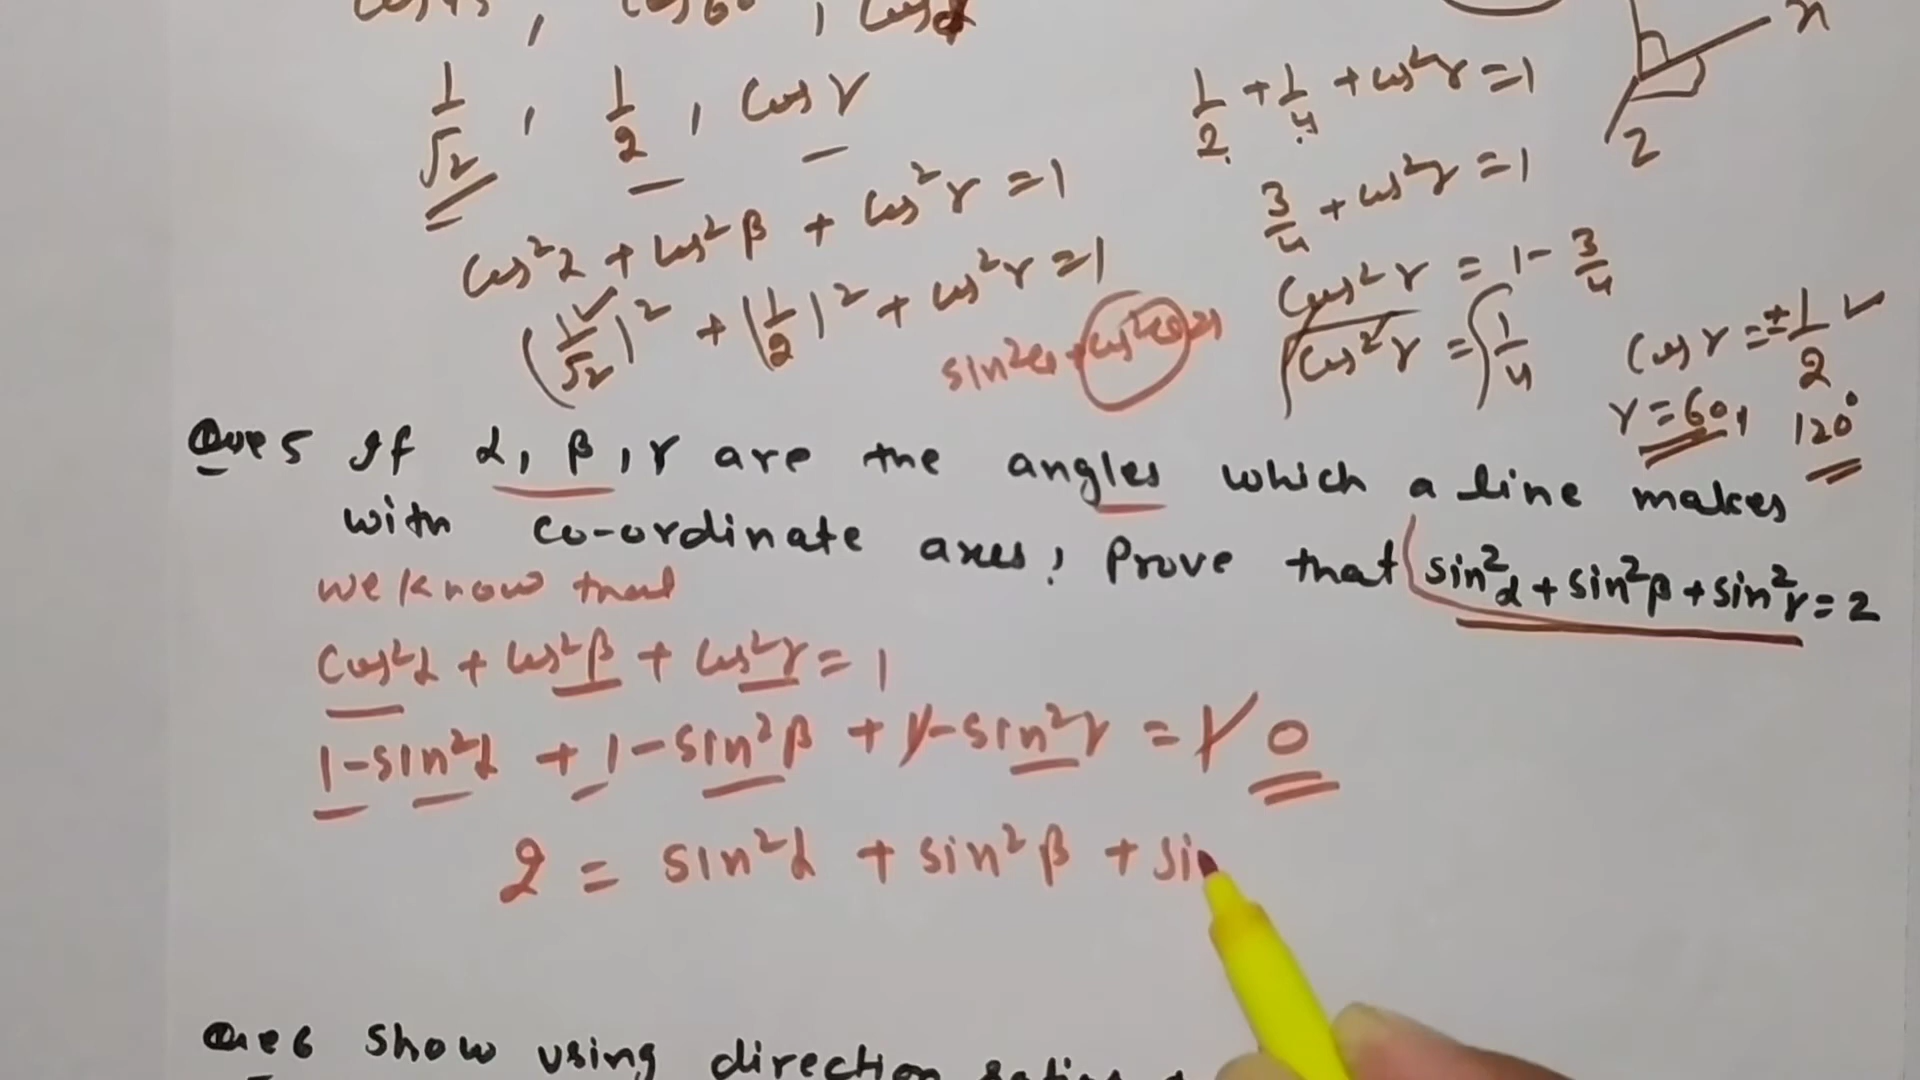 1/√2 , 1/2 , Cos γ
Cos²α + Cos²β + Cos²γ = 1
(1/√2)² + (1/2)² + Cos²γ = 1
1/2 + 1/4 + Cos²γ = 1
3/4 + Cos²γ = 1
Cos²γ = 1 - 3/4
Cos²γ = 1/4
Cos γ = ±1/2
γ = 60, 120°
x
z
Que 5 If α, β, γ are the angles which a line makes
with co-ordinate axes, Prove that sin²α + sin²β + sin²γ = 2
we know that
Cos²α + Cos²β + Cos²γ = 1
1-sin²α + 1-sin²β + 1-sin²γ = 1 0
2 = sin²α + sin²β + sin
Que 6 Show using direction